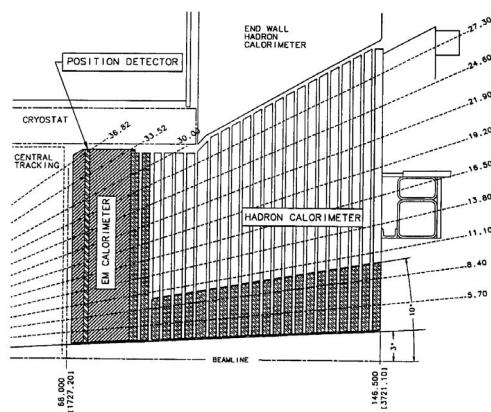 END WALL
HADRON
CALORIMETER
POSITION DETECTOR
CRYOSTAT
CENTRAL
TRACKING
36.82
33.52
30.00
27.30
24.60
21.90
19.20
16.50
13.80
11.10
8.40
5.70
EM CALORIMETER
HADRON CALORIMETER
10°
3°
BEAMLINE
68.000
[1727.20]
146.500
[3721.10]